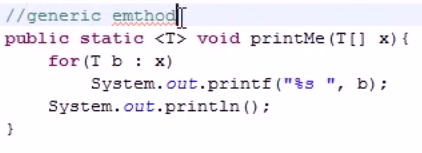 //generic emthod
public static <T> void printMe(T[] x){
for(T b : x)
System.out.printf("%s ", b);
System.out.println();
}